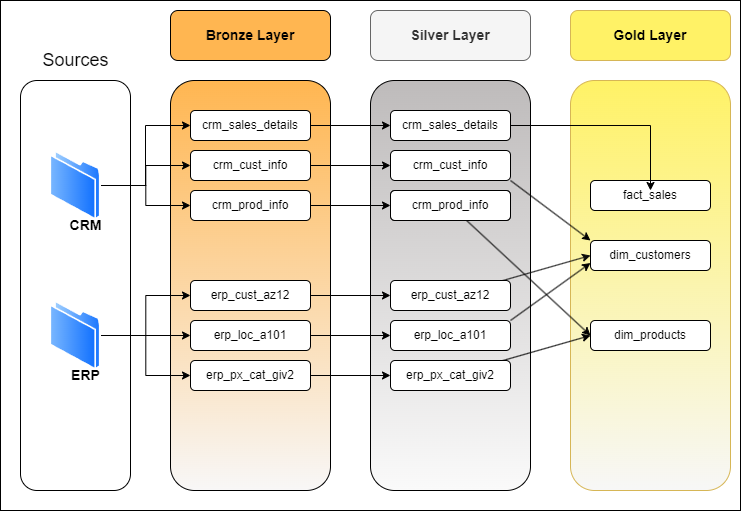 Bronze Layer
Silver Layer
Gold Layer
Sources
crm_sales_details
crm_sales_details
crm_cust_info
crm_cust_info
fact_sales
crm_prod_info
crm_prod_info
CRM
dim_customers
erp_cust_az12
erp_cust_az12
erp_loc_a101
erp_loc_a101
dim_products
ERP
erp_px_cat_giv2
erp_px_cat_giv2